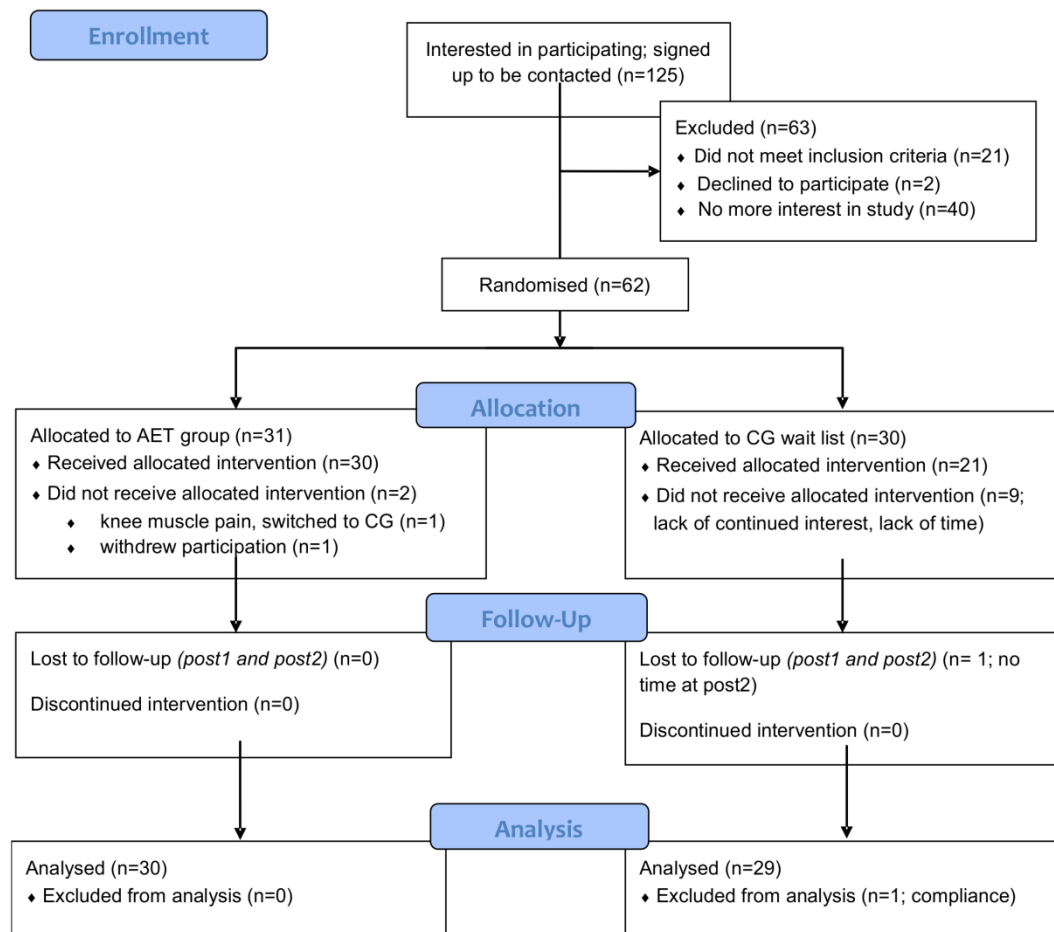 Enrollment
Interested in participating; signed
up to be contacted (n=125)
Excluded (n=63)
♦ Did not meet inclusion criteria (n=21)
♦ Declined to participate (n=2)
♦ No more interest in study (n=40)
Randomised (n=62)
Allocation
Allocated to AET group (n=31)
♦ Received allocated intervention (n=30)
♦ Did not receive allocated intervention (n=2)
♦ knee muscle pain, switched to CG (n=1)
♦ withdrew participation (n=1)
Allocated to CG wait list (n=30)
♦ Received allocated intervention (n=21)
♦ Did not receive allocated intervention (n=9;
lack of continued interest, lack of time)
Follow-Up
Lost to follow-up (post1 and post2) (n=0)
Discontinued intervention (n=0)
Lost to follow-up (post1 and post2) (n= 1; no
time at post2)
Discontinued intervention (n=0)
Analysis
Analysed (n=30)
♦ Excluded from analysis (n=0)
Analysed (n=29)
♦ Excluded from analysis (n=1; compliance)